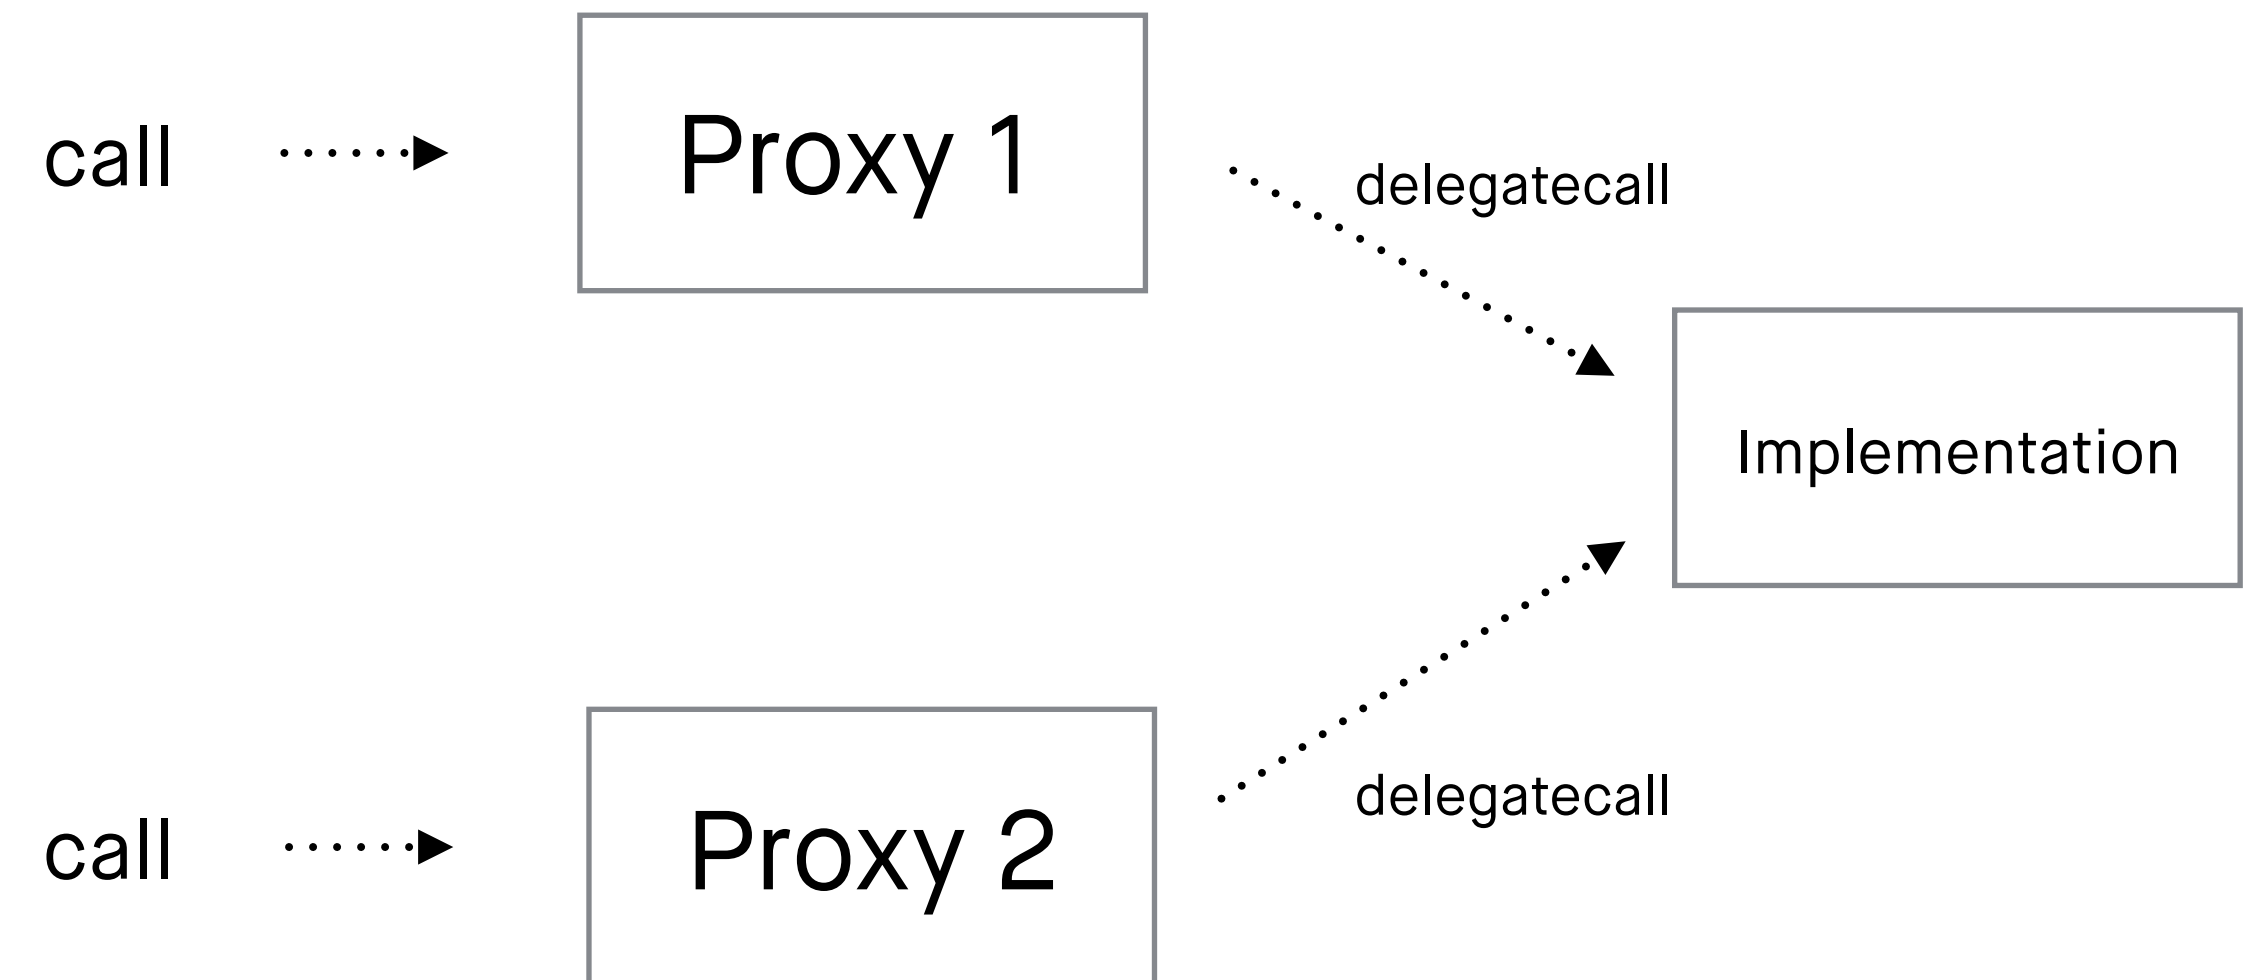 call
Proxy 1
delegatecall
Implementation
delegatecall
call
Proxy 2